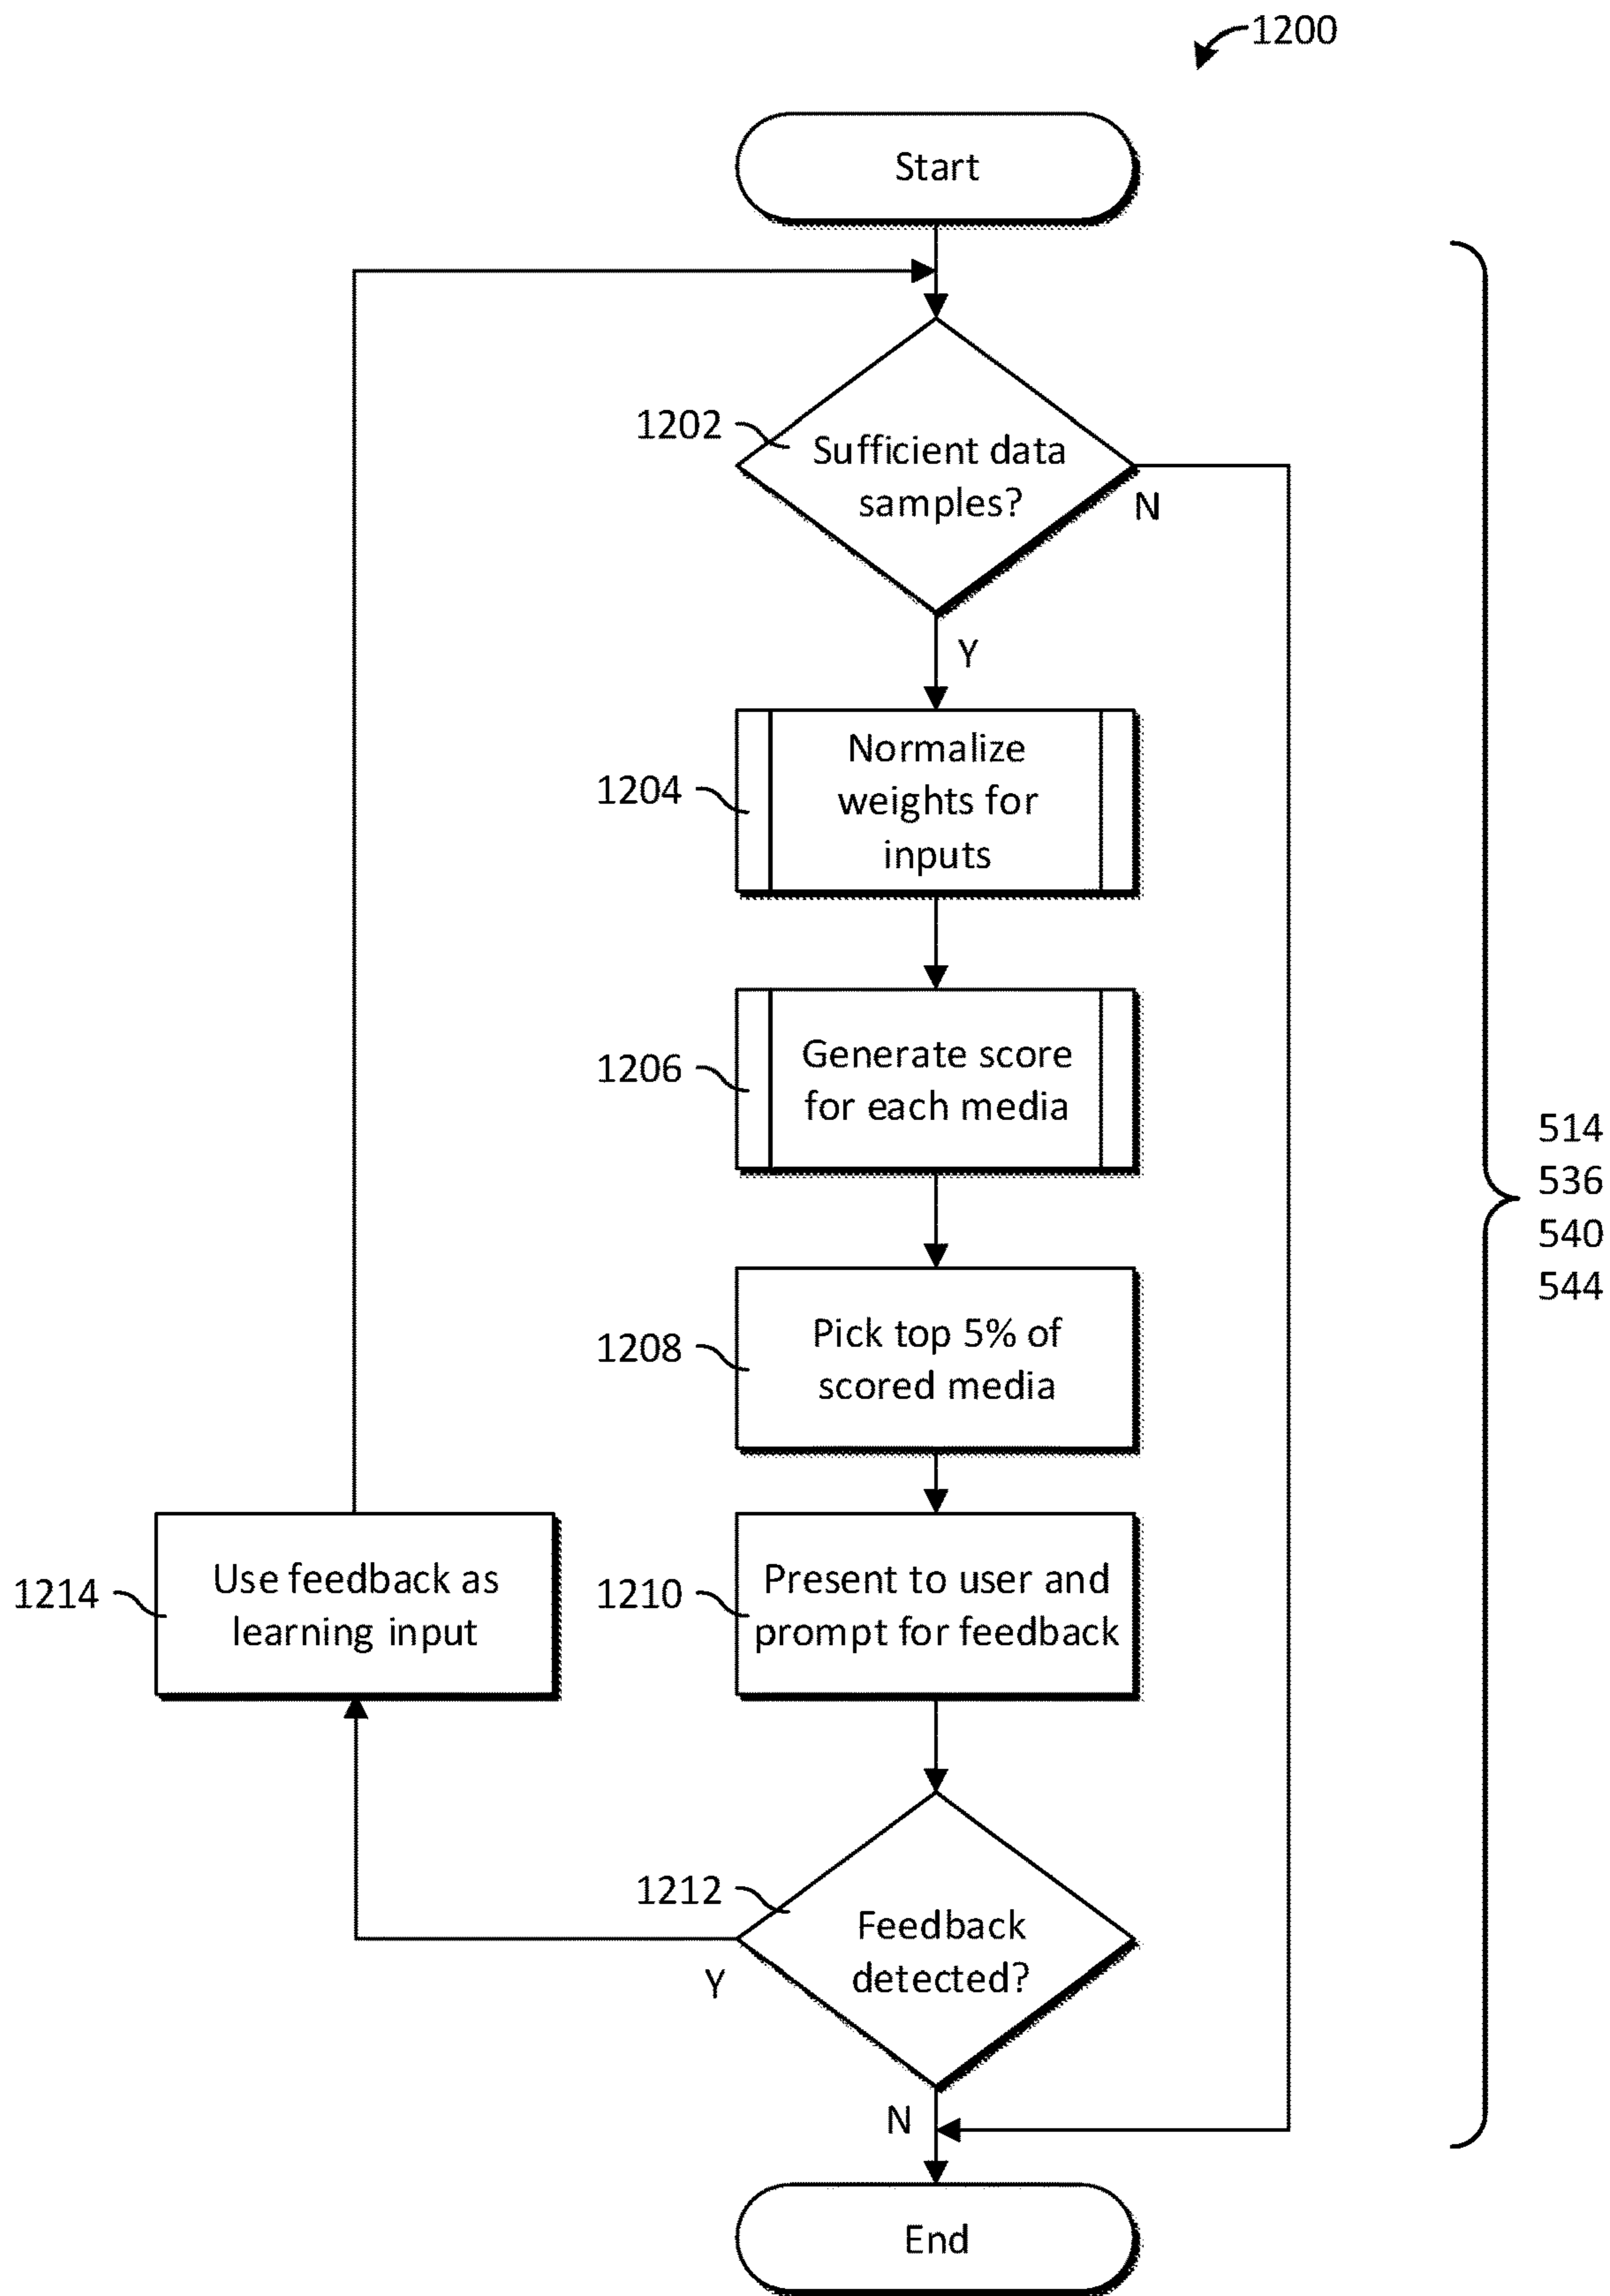 1200
Start
1202
Sufficient data
samples?
N
Y
1204
Normalize
weights for
inputs
1206
Generate score
for each media
514
536
540
544
1208
Pick top 5% of
scored media
1214
Use feedback as
learning input
1210
Present to user and
prompt for feedback
1212
Feedback
detected?
Y
N
End